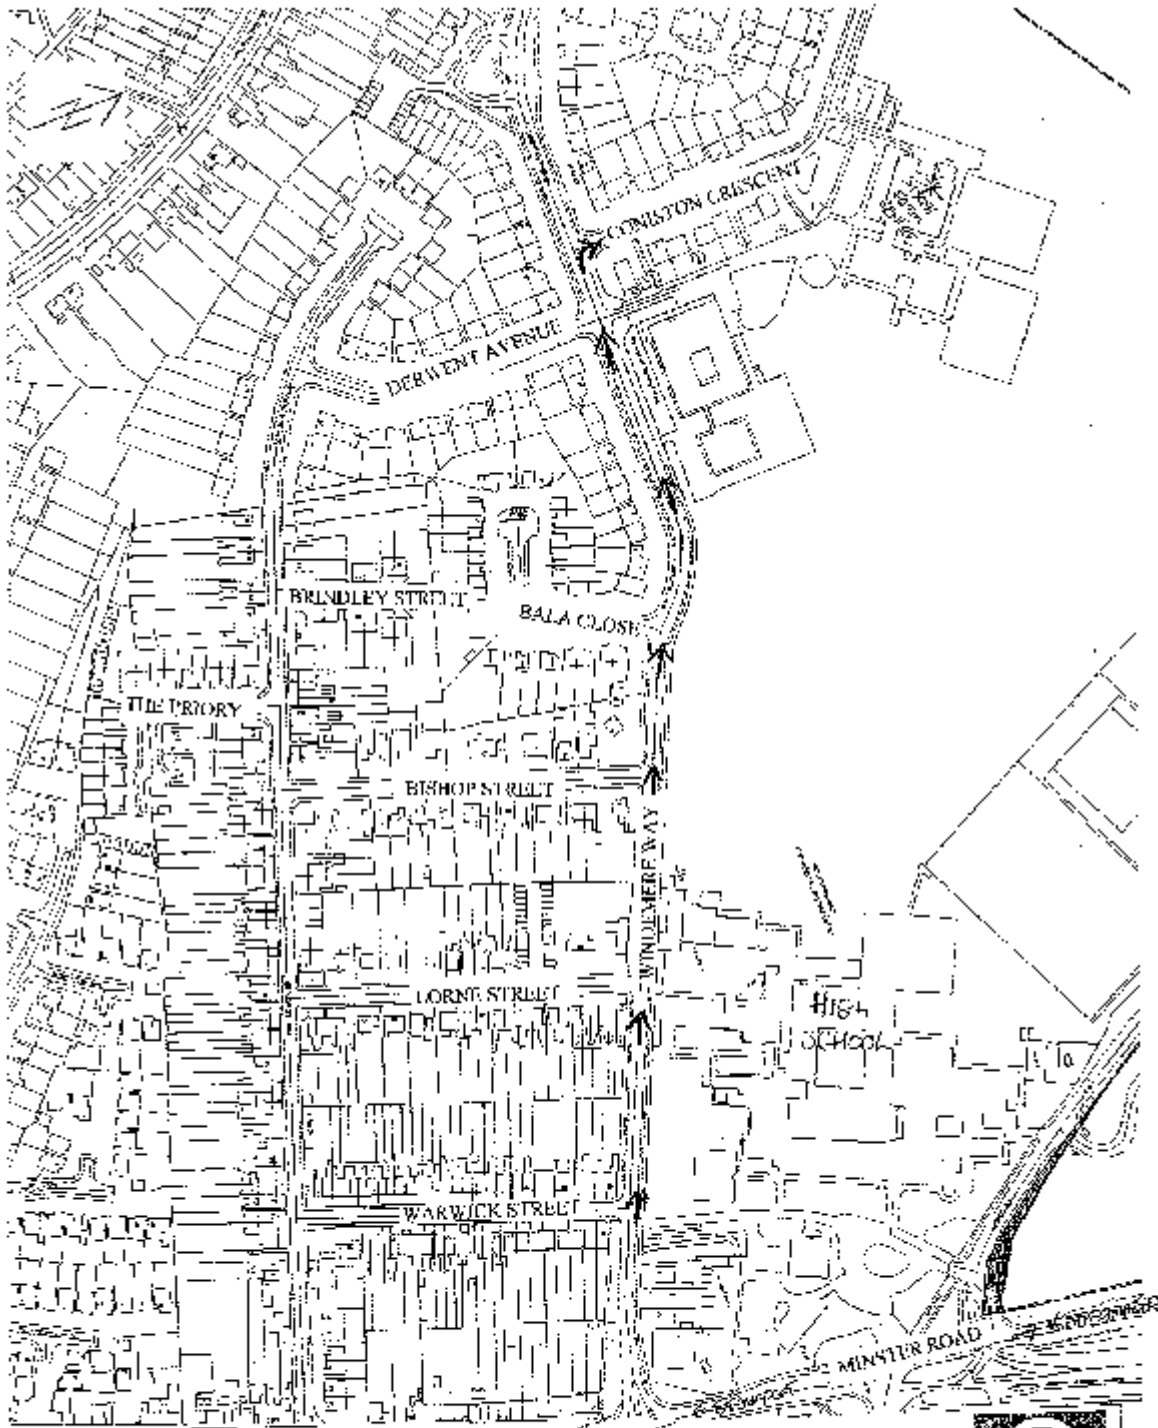 CONISTON CRESCENT
DERWENT AVENUE
BRINDLEY STREET
BALA CLOSE
THE PRIORY
BISHOP STREET
WINDEMERE WAY
LORNE STREET
HIGH
SCHOOL
WARWICK STREET
MINSTER ROAD